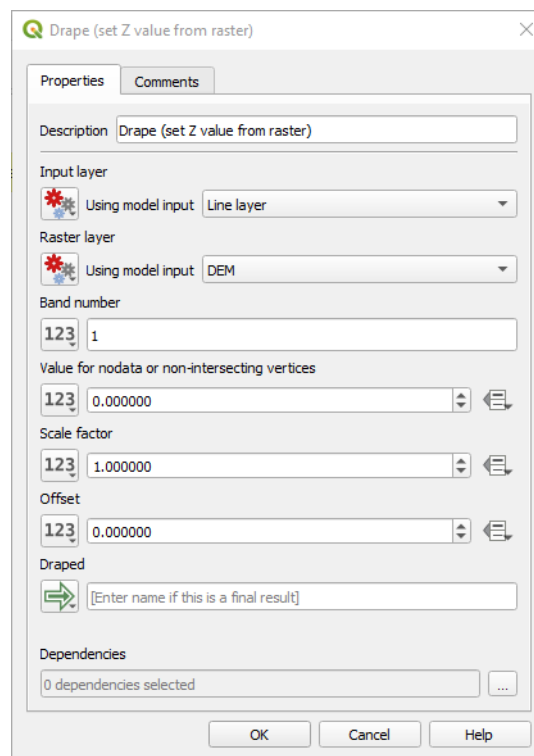 Drape (set Z value from raster)
Properties Comments
Description Drape (set Z value from raster)
Input layer
Using model input Line layer
Raster layer
Using model input DEM
Band number
123 1
Value for nodata or non-intersecting vertices
123 0.000000
Scale factor
123 1.000000
Offset
123 0.000000
Draped
[Enter name if this is a final result]
Dependencies
0 dependencies selected ...
OK Cancel Help